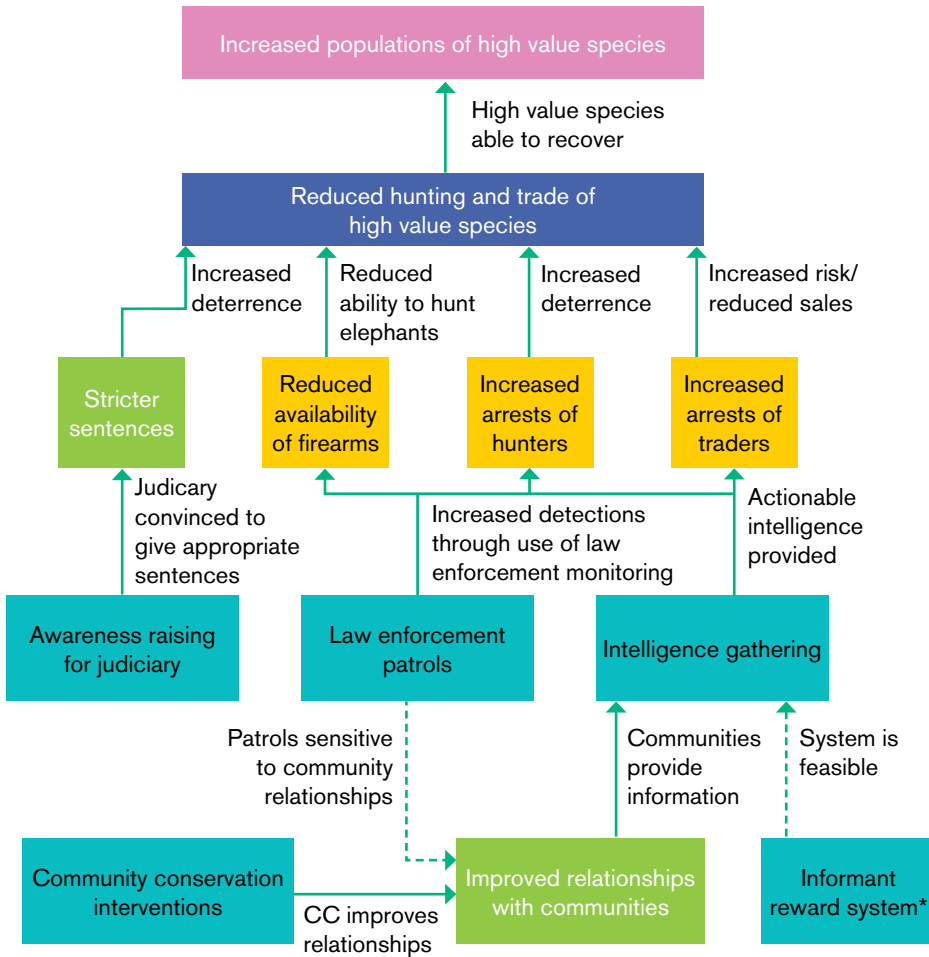 Increased populations of high value species
High value species
able to recover
Reduced hunting and trade of
high value species
Increased
deterrence
Reduced
ability to hunt
elephants
Increased
deterrence
Increased risk/
reduced sales
Stricter
sentences
Reduced
availability
of firearms
Increased
arrests of
hunters
Increased
arrests of
traders
Judicary
convinced to
give appropriate
sentences
Increased detections
through use of law
enforcement monitoring
Actionable
intelligence
provided
Awareness raising
for judiciary
Law enforcement
patrols
Intelligence gathering
Patrols sensitive
to community
relationships
Communities
provide
information
System is
feasible
Community conservation
interventions
CC improves
relationships
Improved relationships
with communities
Informant
reward system*